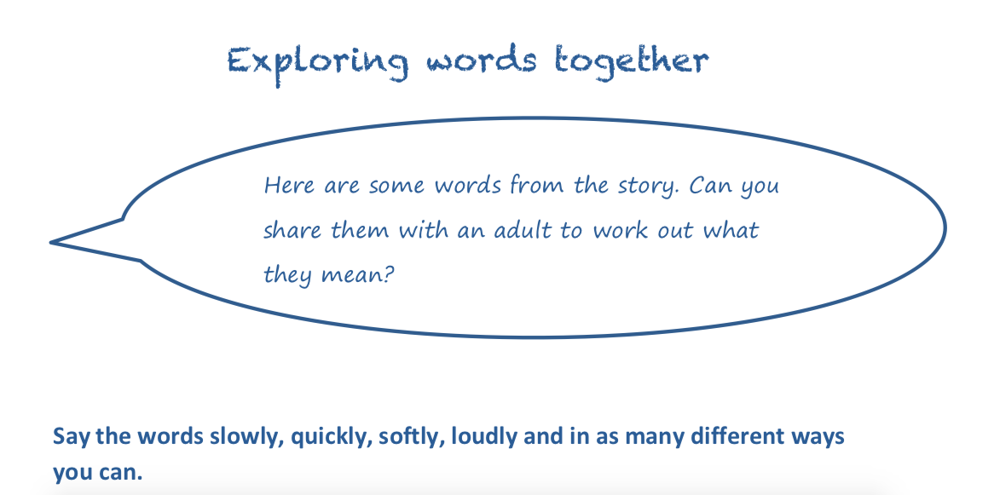 Exploring words together
Here are some words from the story. Can you
share them with an adult to work out what
they mean?
Say the words slowly, quickly, softly, loudly and in as many different ways
you can.